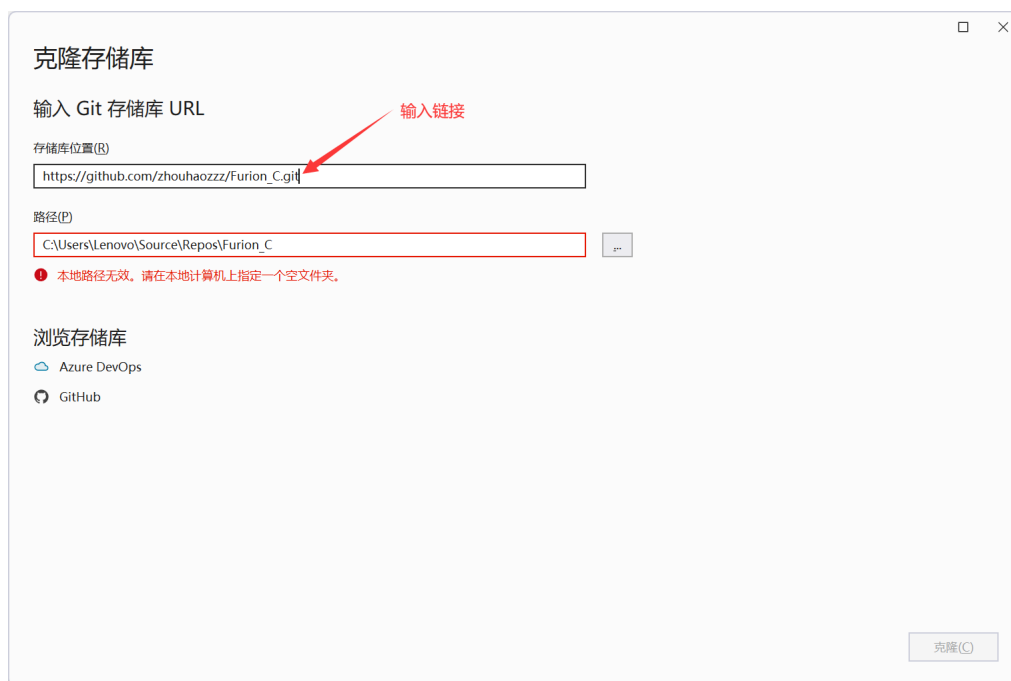 克隆存储库
输入 Git 存储库 URL
输入链接
存储库位置(R)
https://github.com/zhouhaozzz/Furion_C.git
路径(P)
C:\Users\Lenovo\Source\Repos\Furion_C
...
本地路径无效。请在本地计算机上指定一个空文件夹。
浏览存储库
Azure DevOps
GitHub
克隆(C)